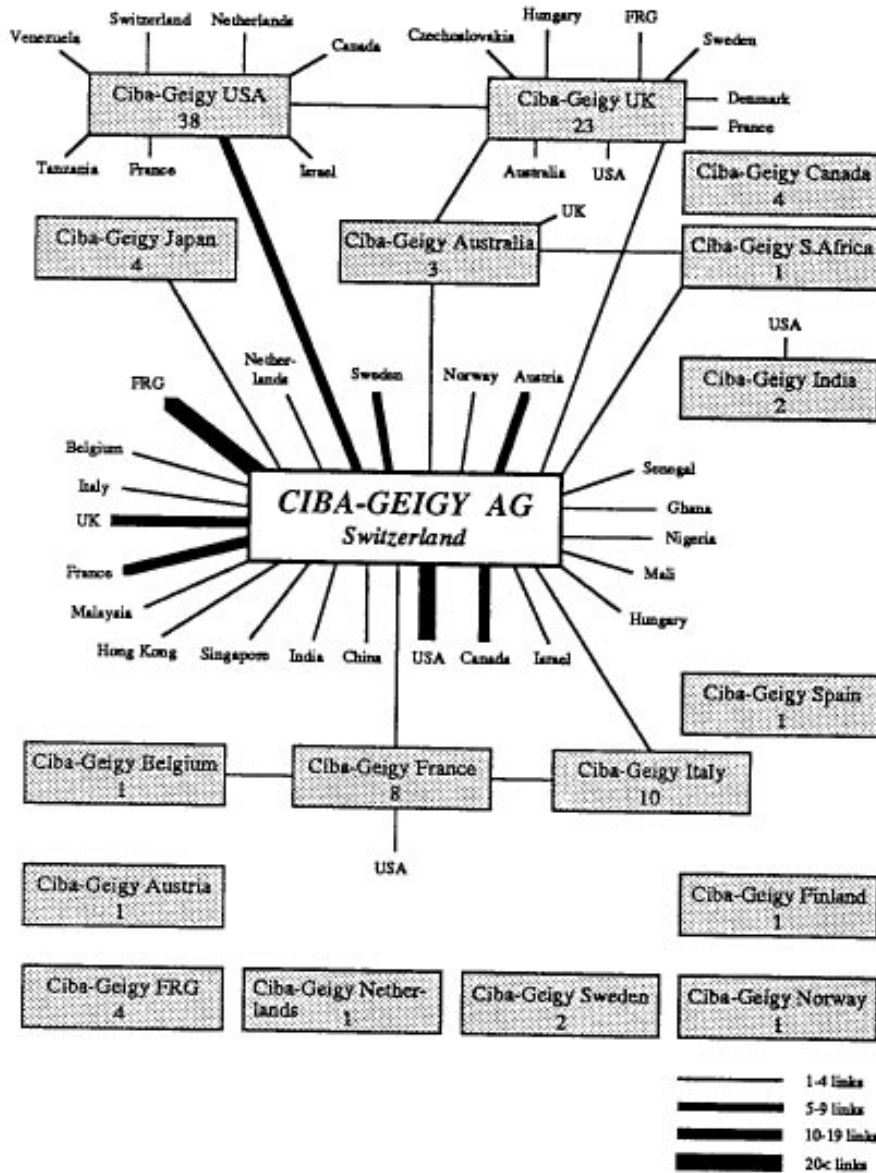 Switzerland
Netherlands
Venezuela
Canada
Ciba-Geigy USA
38
Tanzania
France
Israel
Hungary
FRG
Czechoslovakia
Sweden
Ciba-Geigy UK
23
Denmark
France
Australia
USA
Ciba-Geigy Canada
4
Ciba-Geigy Japan
4
UK
Ciba-Geigy Australia
3
Ciba-Geigy S.Africa
1
USA
Ciba-Geigy India
2
Nether-
lands
Sweden
Norway
Austria
FRG
Belgium
Italy
UK
France
Malaysia
CIBA-GEIGY AG
Switzerland
Senegal
Ghana
Nigeria
Mali
Hungary
Hong Kong
Singapore
India
China
USA
Canada
Israel
Ciba-Geigy Spain
1
Ciba-Geigy Belgium
1
Ciba-Geigy France
8
Ciba-Geigy Italy
10
USA
Ciba-Geigy Austria
1
Ciba-Geigy Finland
1
Ciba-Geigy FRG
4
Ciba-Geigy Nether-
lands 1
Ciba-Geigy Sweden
2
Ciba-Geigy Norway
1
1-4 links
5-9 links
10-19 links
20< links